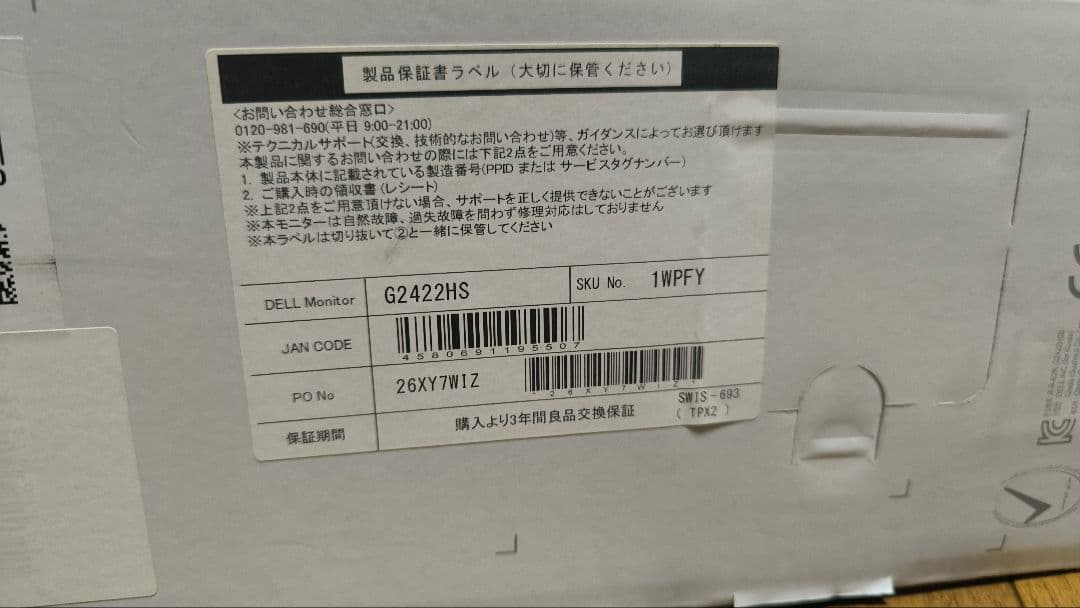 製品保証書ラベル（大切に保管ください）
<お問い合わせ総合窓口>
0120-981-690(平日 9:00-21:00)
※テクニカルサポート(交換、技術的なお問い合わせ)等、ガイダンスによってお選び頂けます
本製品に関するお問い合わせの際には下記2点をご用意ください。
1. 製品本体に記載されている製造番号(PPID または サービスタグナンバー)
2. ご購入時の領収書(レシート)
※上記2点をご用意頂けない場合、サポートを正しく提供できないことがございます
※本モニターは自然故障、過失故障を問わず修理対応はしておりません
※本ラベルは切り抜いて②と一緒に保管してください
DELL Monitor G2422HS SKU No. 1WPFY
JAN CODE 4580691195507
PO No 26XY7WIZ *26XY7WIZ*
保証期間 購入より3年間良品交換保証 SWIS-693
( TPX2 )